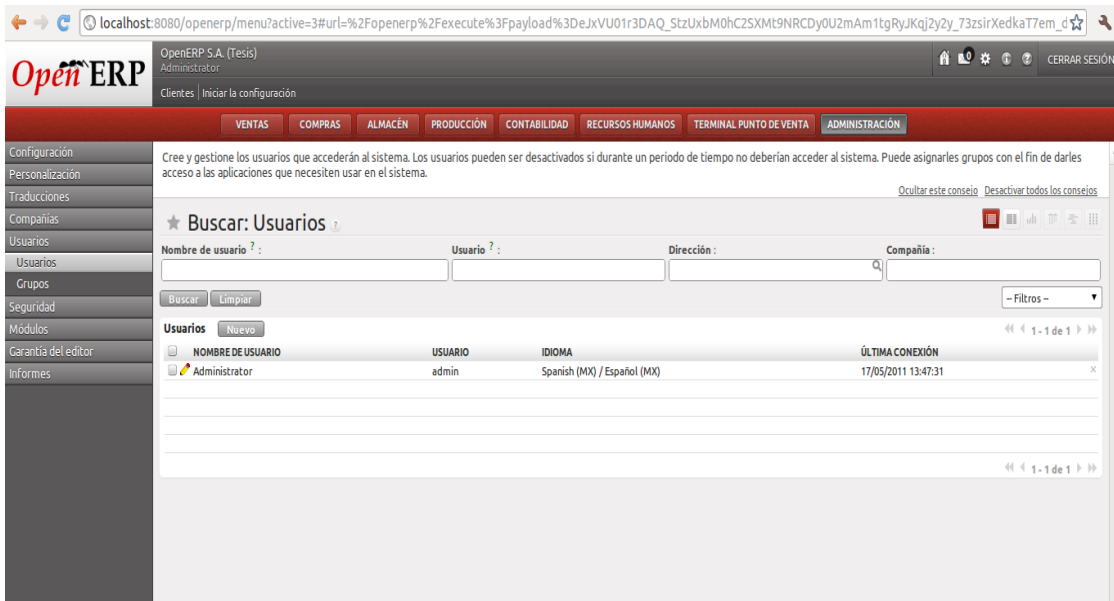 localhost:8080/openerp/menu?active=3#url=%2Fopenerp%2Fexecute%3Fpayload%3DeJxVU01r3DAQ_StzUxbM0hC2SXMt9NRCDy0U2mAm1tgRyJKqj2y2y_73zsirXedkaT7em_d
Open ERP
OpenERP S.A. (Tesis)
Administrator
0
CERRAR SESIÓN
Clientes | Iniciar la configuración
VENTAS COMPRAS ALMACÉN PRODUCCIÓN CONTABILIDAD RECURSOS HUMANOS TERMINAL PUNTO DE VENTA ADMINISTRACIÓN
Configuración
Personalización
Traducciones
Compañías
Usuarios
Usuarios
Grupos
Seguridad
Módulos
Garantía del editor
Informes
Cree y gestione los usuarios que accederán al sistema. Los usuarios pueden ser desactivados si durante un periodo de tiempo no deberían acceder al sistema. Puede asignarles grupos con el fin de darles
acceso a las aplicaciones que necesiten usar en el sistema.
Ocultar este consejo Desactivar todos los consejos
Buscar: Usuarios ?
Nombre de usuario ? : Usuario ? : Dirección : Compañía :
Buscar Limpiar
-- Filtros --
Usuarios Nuevo
1 - 1 de 1
NOMBRE DE USUARIO USUARIO IDIOMA ÚLTIMA CONEXIÓN
Administrator admin Spanish (MX) / Español (MX) 17/05/2011 13:47:31
1 - 1 de 1